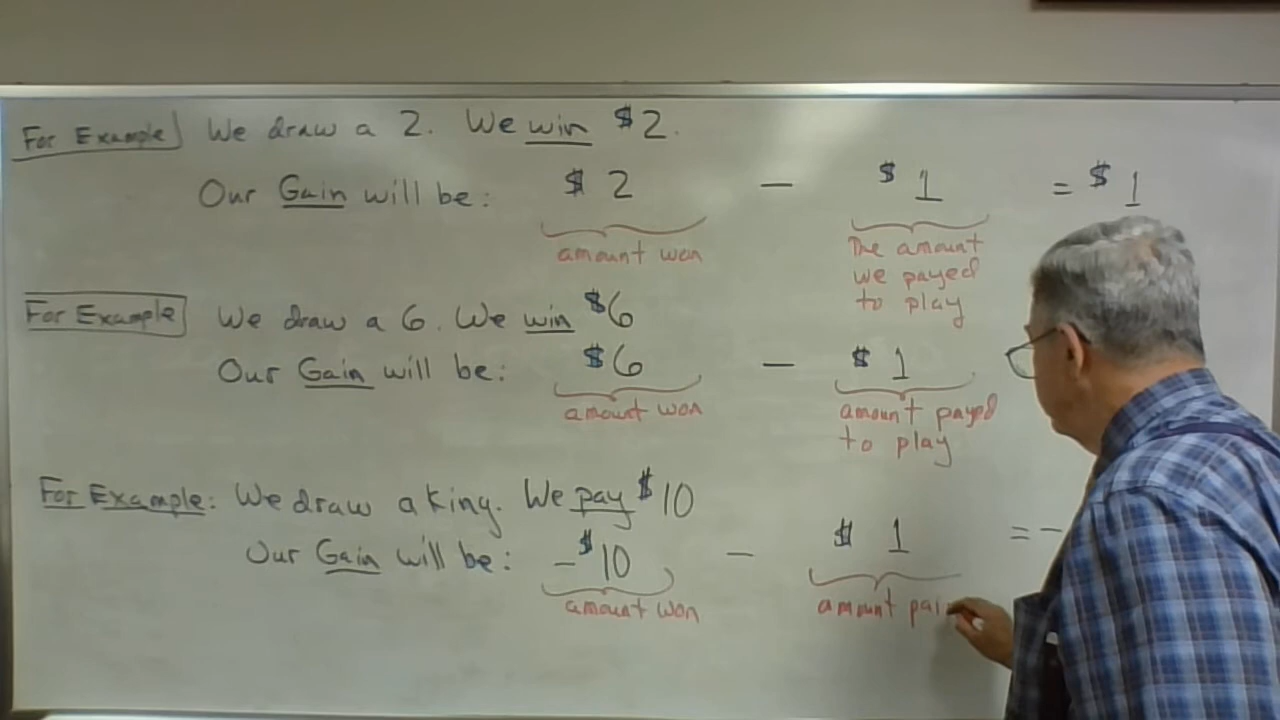 For Example We draw a 2. We win $2.
Our Gain will be: $ 2 — $ 1 = $ 1
amount won The amount
we payed
to play
For Example We draw a 6. We win $6
Our Gain will be: $6 — $ 1
amount won amount payed
to play
For Example: We draw a king. We pay $10
Our Gain will be: -$10 — $ 1 = -
amount won amount pai